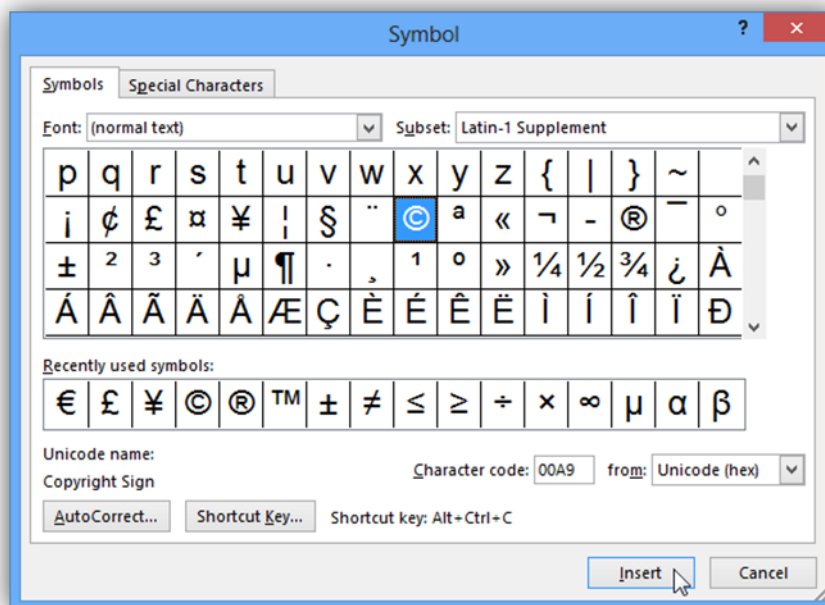 Symbol ? ×
Symbols Special Characters
Font: (normal text) Subset: Latin-1 Supplement
p q r s t u v w x y z { | } ~
¡ ¢ £ ¤ ¥ ¦ § ¨ © ª « ¬ - ® ¯ °
± ² ³ ´ µ ¶ · ¸ ¹ º » ¼ ½ ¾ ¿ À
Á Â Ã Ä Å Æ Ç È É Ê Ë Ì Í Î Ï Ð
Recently used symbols:
€ £ ¥ © ® ™ ± ≠ ≤ ≥ ÷ × ∞ µ α β
Unicode name:
Copyright Sign
Character code: 00A9 from: Unicode (hex)
AutoCorrect... Shortcut Key... Shortcut key: Alt+Ctrl+C
Insert Cancel